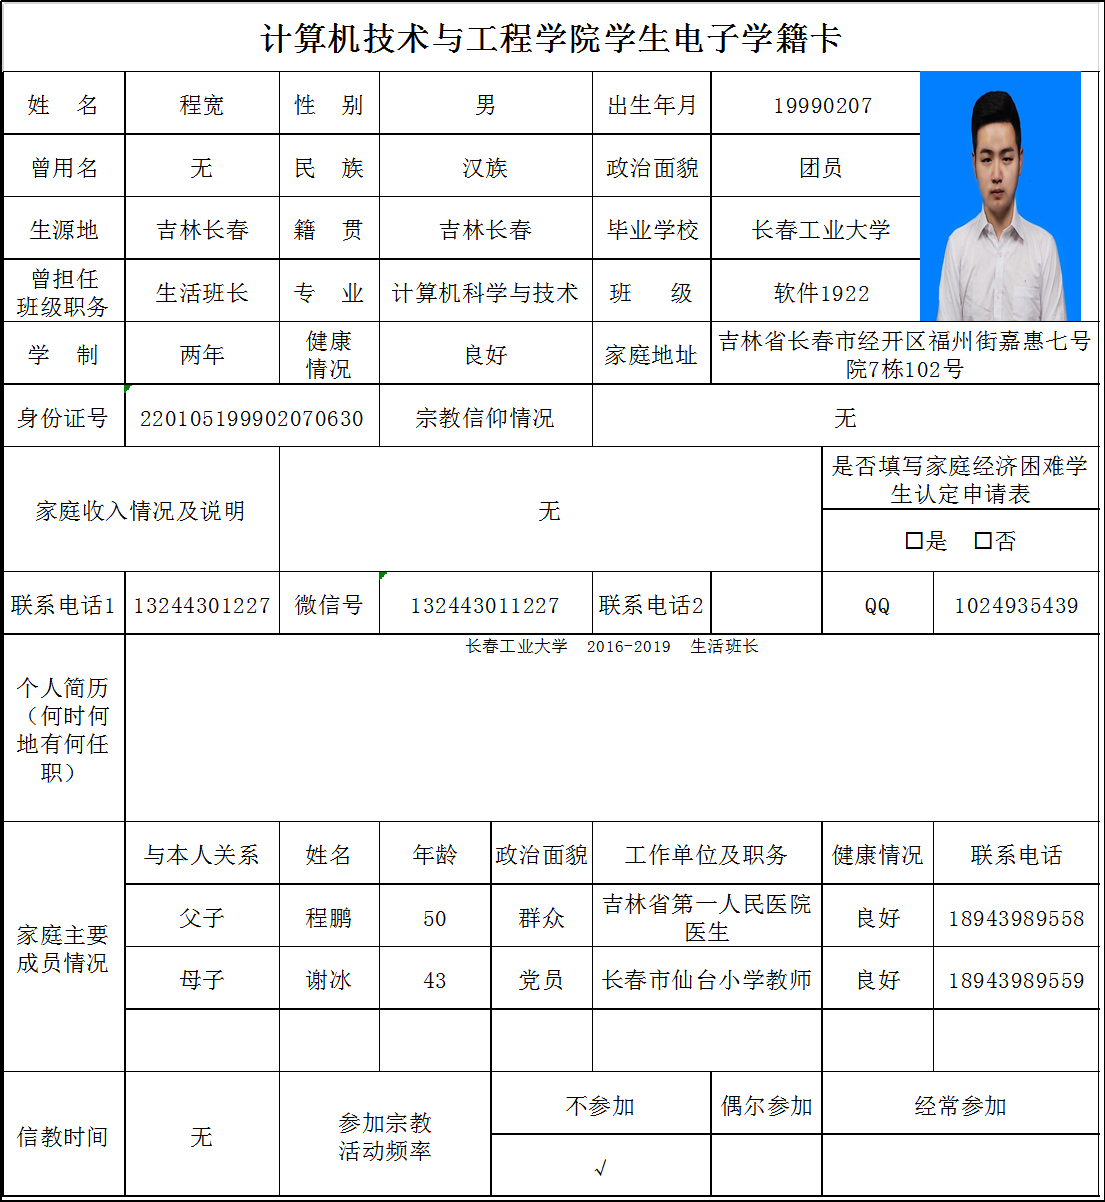 计算机技术与工程学院学生电子学籍卡
姓 名 程宽 性 别 男 出生年月 19990207
曾用名 无 民 族 汉族 政治面貌 团员
生源地 吉林长春 籍 贯 吉林长春 毕业学校 长春工业大学
曾担任
班级职务 生活班长 专 业 计算机科学与技术 班 级 软件1922
学 制 两年 健康
情况 良好 家庭地址 吉林省长春市经开区福州街嘉惠七号
院7栋102号
身份证号 220105199902070630 宗教信仰情况 无
家庭收入情况及说明 无 是否填写家庭经济困难学
生认定申请表
□是 □否
联系电话1 13244301227 微信号 132443011227 联系电话2 QQ 1024935439
个人简历
（何时何
地有何任
职） 长春工业大学 2016-2019 生活班长
家庭主要
成员情况
与本人关系 姓名 年龄 政治面貌 工作单位及职务 健康情况 联系电话
父子 程鹏 50 群众 吉林省第一人民医院
医生 良好 18943989558
母子 谢冰 43 党员 长春市仙台小学教师 良好 18943989559
信教时间 无 参加宗教
活动频率 不参加 偶尔参加 经常参加
√